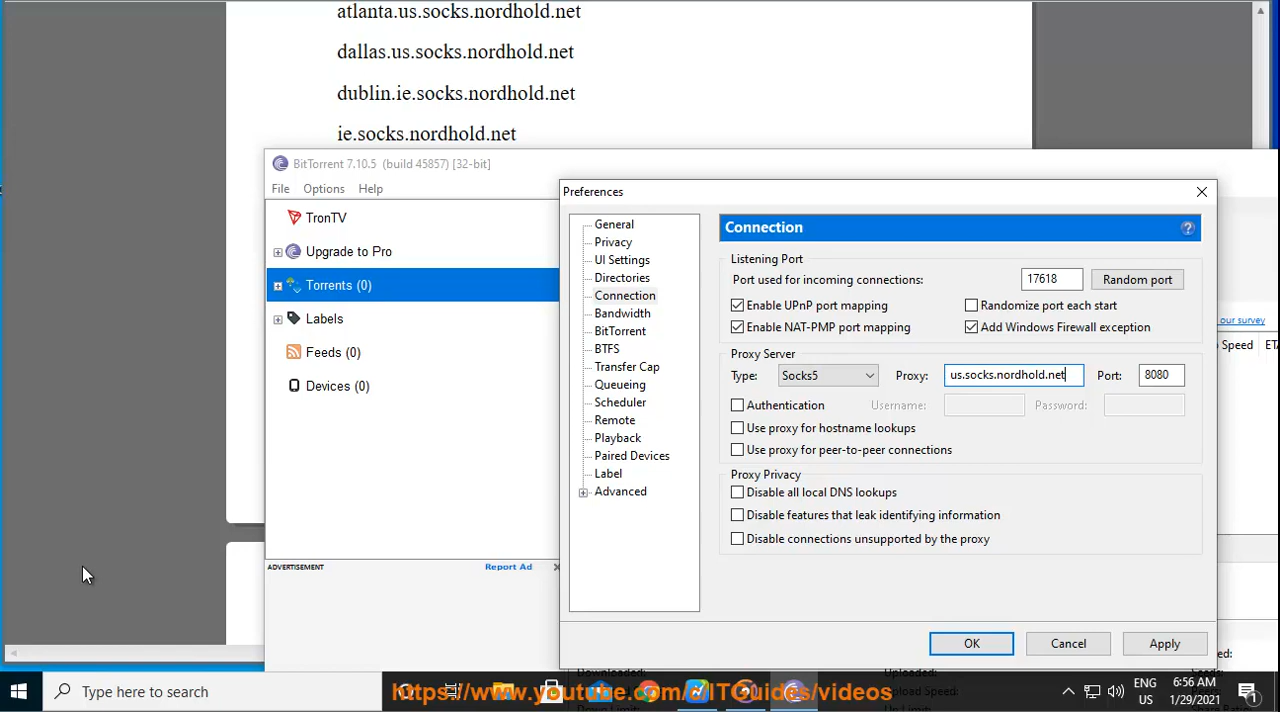 atlanta.us.socks.nordhold.net
dallas.us.socks.nordhold.net
dublin.ie.socks.nordhold.net
ie.socks.nordhold.net
BitTorrent 7.10.5 (build 45857) [32-bit]
File Options Help
TronTV
Upgrade to Pro
Torrents (0)
Labels
Feeds (0)
Devices (0)
ADVERTISEMENT Report Ad
Preferences
General
Privacy
UI Settings
Directories
Connection
Bandwidth
BitTorrent
BTFS
Transfer Cap
Queueing
Scheduler
Remote
Playback
Paired Devices
Label
Advanced
Connection
Listening Port
Port used for incoming connections: 17618 Random port
Enable UPnP port mapping Randomize port each start
Enable NAT-PMP port mapping Add Windows Firewall exception
Proxy Server
Type: Socks5 Proxy: us.socks.nordhold.net Port: 8080
Authentication Username: Password:
Use proxy for hostname lookups
Use proxy for peer-to-peer connections
Proxy Privacy
Disable all local DNS lookups
Disable features that leak identifying information
Disable connections unsupported by the proxy
OK Cancel Apply
our survey
Speed
Downloaded: Uploaded:
Upload Speed:
Type here to search
https://www.youtube.com/c/ITGuides/videos
ENG
US
6:56 AM
1/29/2021
1